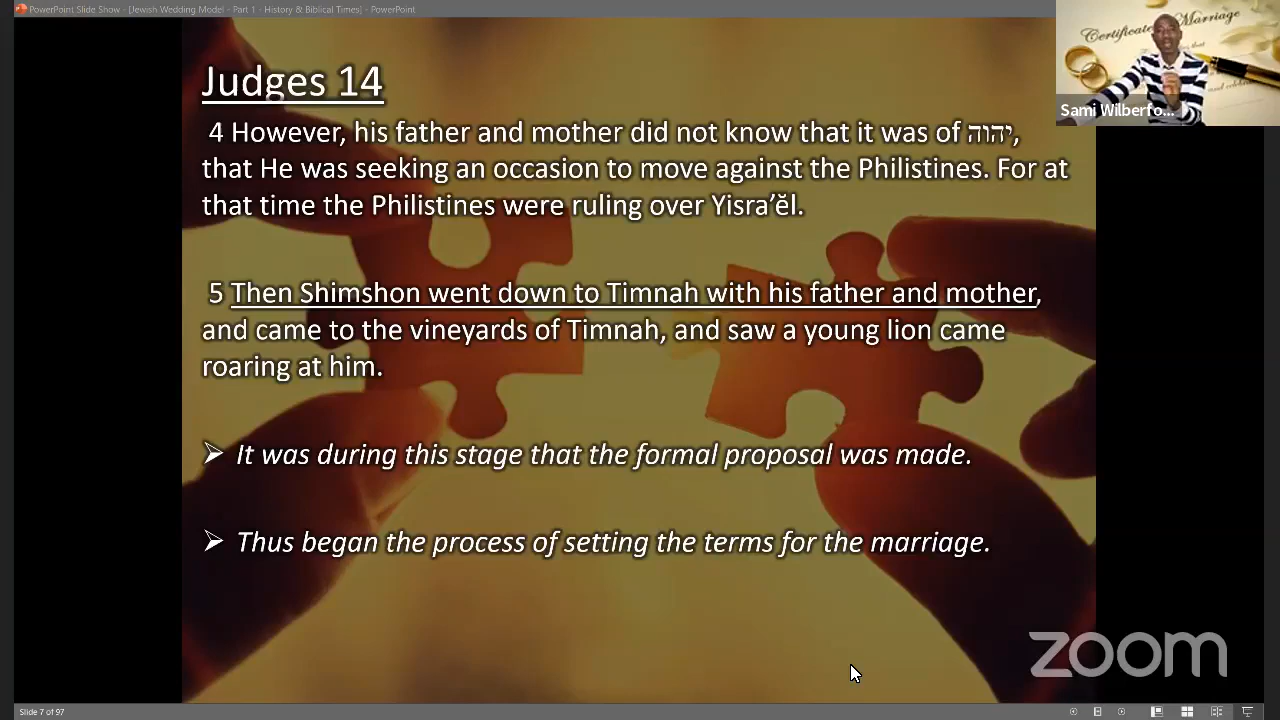 PowerPoint Slide Show - [Jewish Wedding Model - Part 1 - History & Biblical Times] - PowerPoint
Certificate Marriage
Sami Wilberfo...
Judges 14
4 However, his father and mother did not know that it was of יהוה,
that He was seeking an occasion to move against the Philistines. For at
that time the Philistines were ruling over Yisra’ĕl.
5 Then Shimshon went down to Timnah with his father and mother,
and came to the vineyards of Timnah, and saw a young lion came
roaring at him.
➢ It was during this stage that the formal proposal was made.
➢ Thus began the process of setting the terms for the marriage.
zoom
Slide 7 of 97